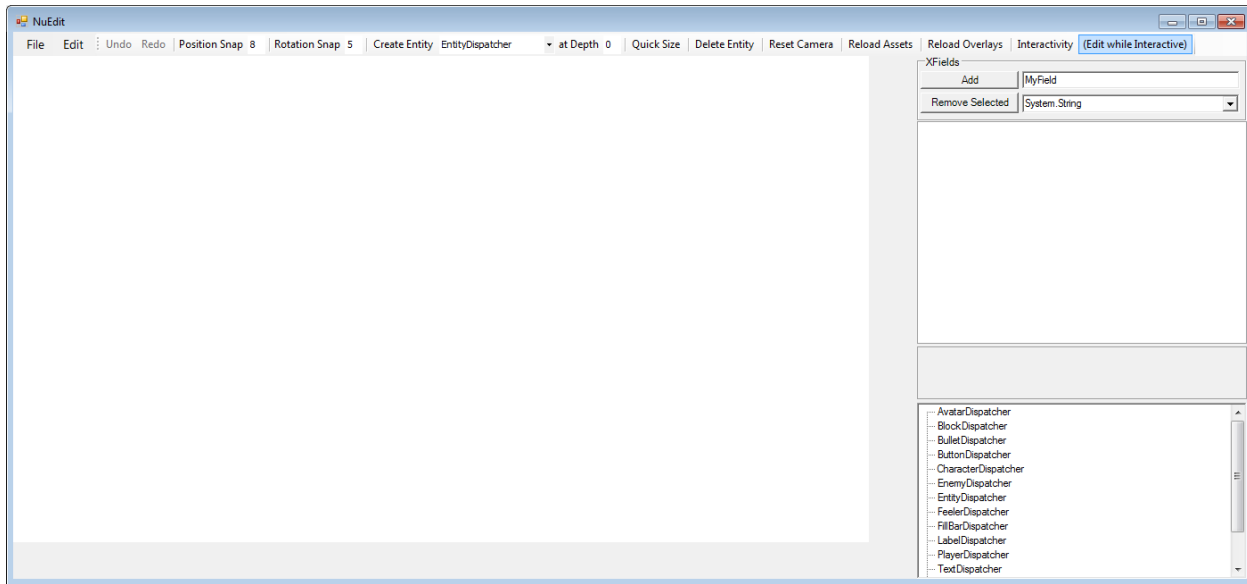 NuEdit
File Edit Undo Redo Position Snap 8 Rotation Snap 5 Create Entity EntityDispatcher at Depth 0 Quick Size Delete Entity Reset Camera Reload Assets Reload Overlays Interactivity (Edit while Interactive)
XFields
Add MyField
Remove Selected System.String
AvatarDispatcher
BlockDispatcher
BulletDispatcher
ButtonDispatcher
CharacterDispatcher
EnemyDispatcher
EntityDispatcher
FeelerDispatcher
FillBarDispatcher
LabelDispatcher
PlayerDispatcher
TextDispatcher